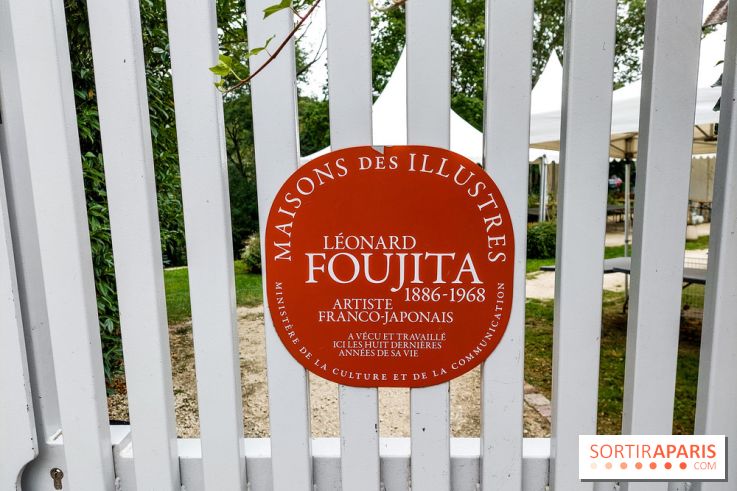 MAISONS DES ILLUSTRES
LÉONARD
FOUJITA
1886-1968
ARTISTE
FRANCO-JAPONAIS
A VÉCU ET TRAVAILLÉ
ICI LES HUIT DERNIÈRES
ANNÉES DE SA VIE
MINISTÈRE DE LA CULTURE ET DE LA COMMUNICATION
SORTIRAPARIS
.COM